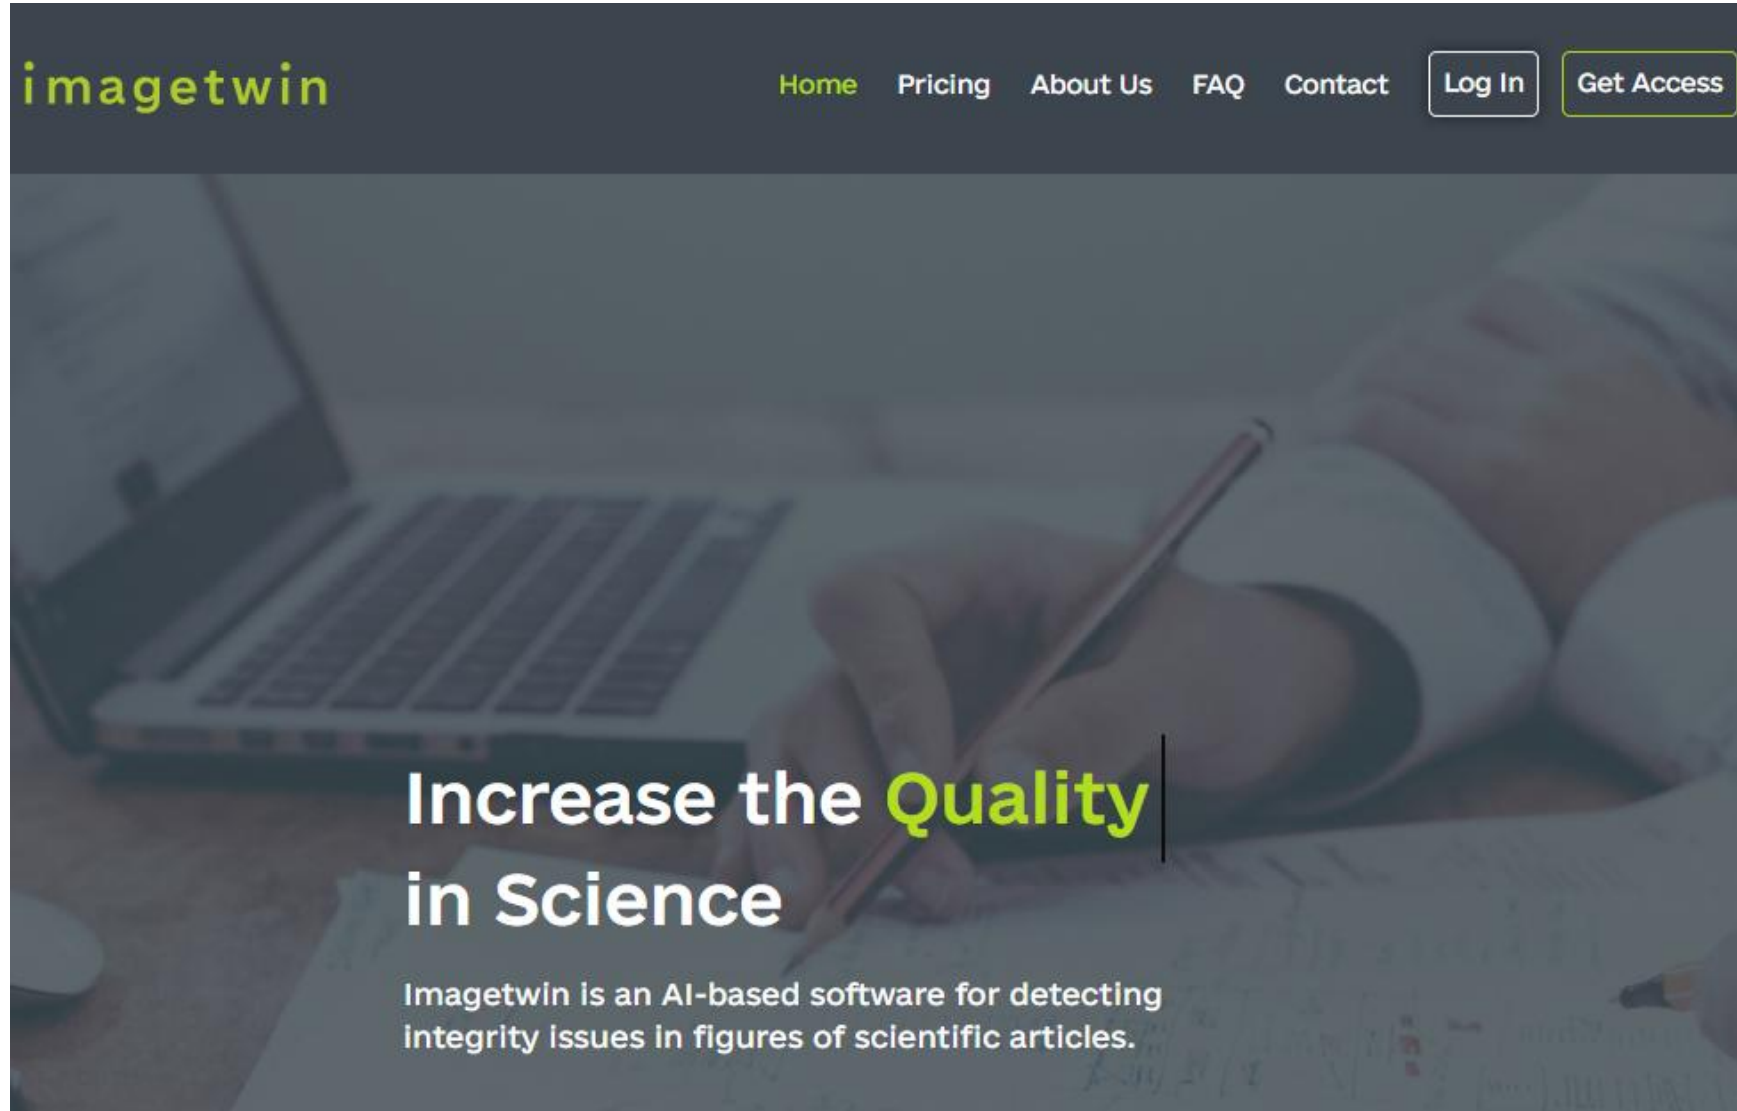 imagetwin
Home Pricing About Us FAQ Contact Log In Get Access
Increase the Quality
in Science
Imagetwin is an AI-based software for detecting
integrity issues in figures of scientific articles.